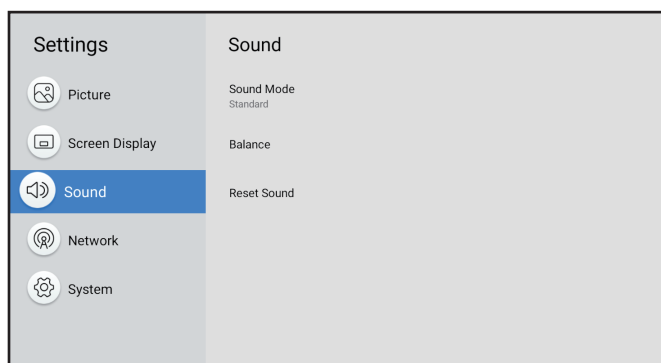 Settings
Picture
Screen Display
Sound
Network
System
Sound
Sound Mode
Standard
Balance
Reset Sound